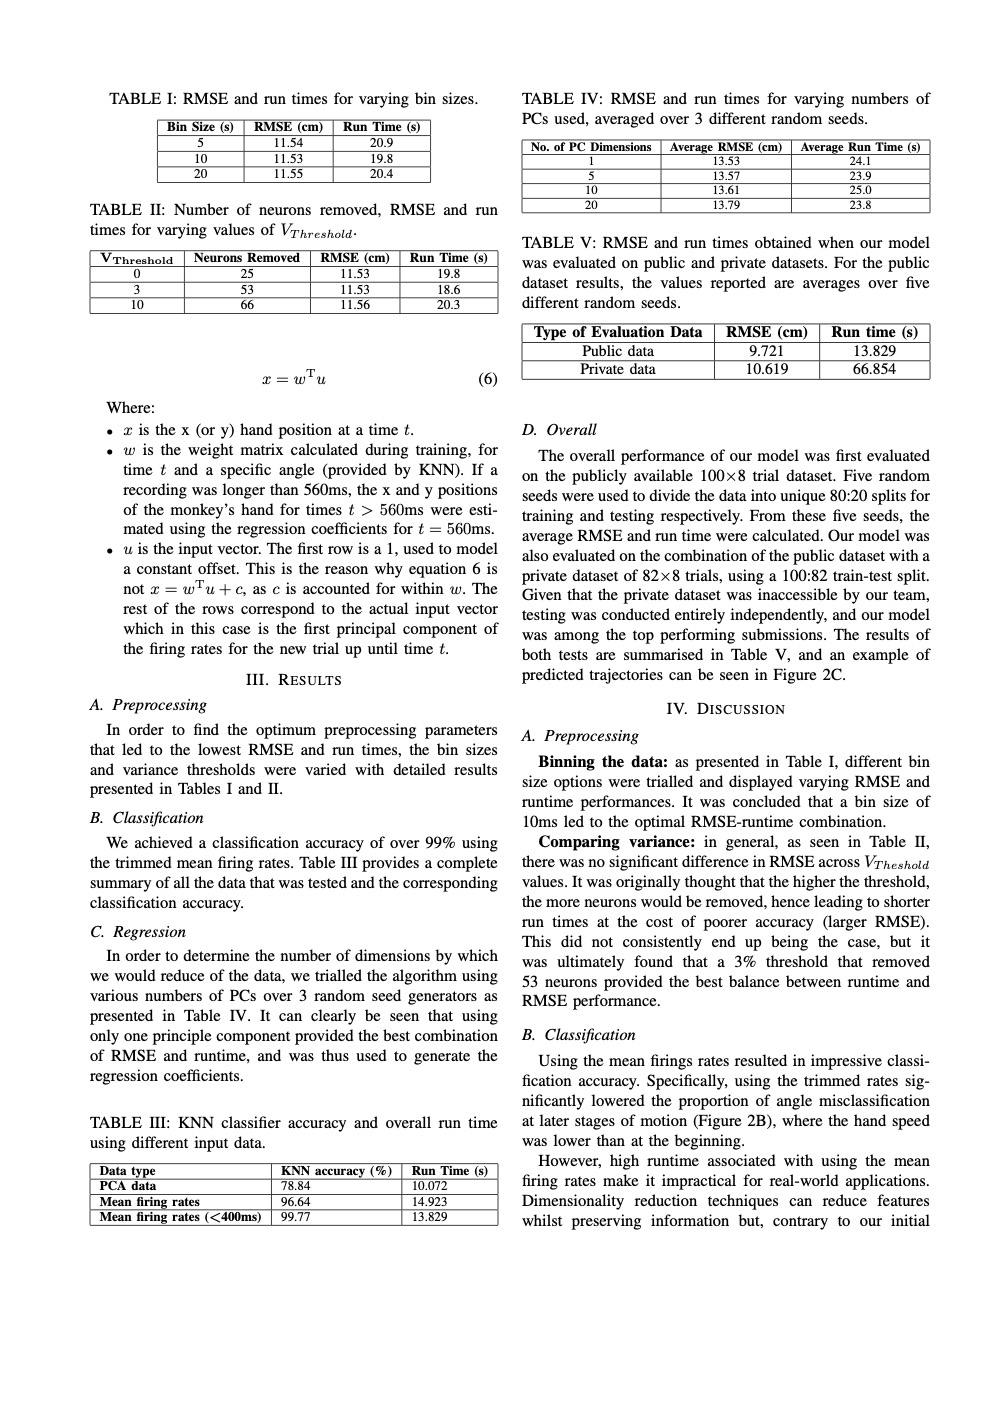 TABLE I: RMSE and run times for varying bin sizes.
Bin Size (s) RMSE (cm) Run Time (s)
5 11.54 20.9
10 11.53 19.8
20 11.55 20.4
TABLE II: Number of neurons removed, RMSE and run
times for varying values of V_Threshold.
V_Threshold Neurons Removed RMSE (cm) Run Time (s)
0 25 11.53 19.8
3 53 11.53 18.6
10 66 11.56 20.3
x = w^T u (6)
Where:
• x is the x (or y) hand position at a time t.
• w is the weight matrix calculated during training, for
time t and a specific angle (provided by KNN). If a
recording was longer than 560ms, the x and y positions
of the monkey's hand for times t > 560ms were esti-
mated using the regression coefficients for t = 560ms.
• u is the input vector. The first row is a 1, used to model
a constant offset. This is the reason why equation 6 is
not x = w^T u + c, as c is accounted for within w. The
rest of the rows correspond to the actual input vector
which in this case is the first principal component of
the firing rates for the new trial up until time t.
III. RESULTS
A. Preprocessing
In order to find the optimum preprocessing parameters
that led to the lowest RMSE and run times, the bin sizes
and variance thresholds were varied with detailed results
presented in Tables I and II.
B. Classification
We achieved a classification accuracy of over 99% using
the trimmed mean firing rates. Table III provides a complete
summary of all the data that was tested and the corresponding
classification accuracy.
C. Regression
In order to determine the number of dimensions by which
we would reduce of the data, we trialled the algorithm using
various numbers of PCs over 3 random seed generators as
presented in Table IV. It can clearly be seen that using
only one principle component provided the best combination
of RMSE and runtime, and was thus used to generate the
regression coefficients.
TABLE III: KNN classifier accuracy and overall run time
using different input data.
Data type KNN accuracy (%) Run Time (s)
PCA data 78.84 10.072
Mean firing rates 96.64 14.923
Mean firing rates (<400ms) 99.77 13.829
TABLE IV: RMSE and run times for varying numbers of
PCs used, averaged over 3 different random seeds.
No. of PC Dimensions Average RMSE (cm) Average Run Time (s)
1 13.53 24.1
5 13.57 23.9
10 13.61 25.0
20 13.79 23.8
TABLE V: RMSE and run times obtained when our model
was evaluated on public and private datasets. For the public
dataset results, the values reported are averages over five
different random seeds.
Type of Evaluation Data RMSE (cm) Run time (s)
Public data 9.721 13.829
Private data 10.619 66.854
D. Overall
The overall performance of our model was first evaluated
on the publicly available 100×8 trial dataset. Five random
seeds were used to divide the data into unique 80:20 splits for
training and testing respectively. From these five seeds, the
average RMSE and run time were calculated. Our model was
also evaluated on the combination of the public dataset with a
private dataset of 82×8 trials, using a 100:82 train-test split.
Given that the private dataset was inaccessible by our team,
testing was conducted entirely independently, and our model
was among the top performing submissions. The results of
both tests are summarised in Table V, and an example of
predicted trajectories can be seen in Figure 2C.
IV. DISCUSSION
A. Preprocessing
Binning the data: as presented in Table I, different bin
size options were trialled and displayed varying RMSE and
runtime performances. It was concluded that a bin size of
10ms led to the optimal RMSE-runtime combination.
Comparing variance: in general, as seen in Table II,
there was no significant difference in RMSE across V_Theshold
values. It was originally thought that the higher the threshold,
the more neurons would be removed, hence leading to shorter
run times at the cost of poorer accuracy (larger RMSE).
This did not consistently end up being the case, but it
was ultimately found that a 3% threshold that removed
53 neurons provided the best balance between runtime and
RMSE performance.
B. Classification
Using the mean firings rates resulted in impressive classi-
fication accuracy. Specifically, using the trimmed rates sig-
nificantly lowered the proportion of angle misclassification
at later stages of motion (Figure 2B), where the hand speed
was lower than at the beginning.
However, high runtime associated with using the mean
firing rates make it impractical for real-world applications.
Dimensionality reduction techniques can reduce features
whilst preserving information but, contrary to our initial